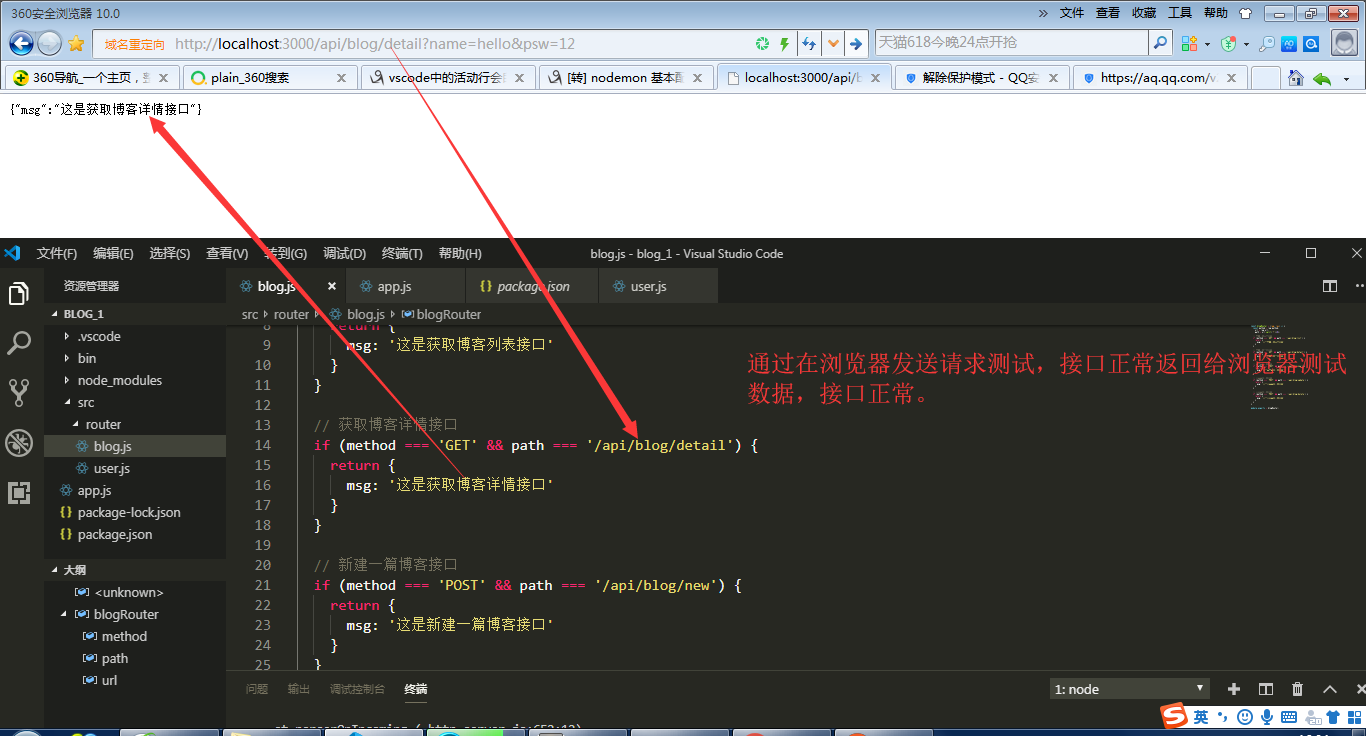 360安全浏览器 10.0
» 文件 查看 收藏 工具 帮助
域名重定向 http://localhost:3000/api/blog/detail?name=hello&psw=12
天猫618今晚24点开抢
360导航_一个主页，
plain_360搜索
vscode中的活动行会
[转] nodemon 基本
localhost:3000/api/b
解除保护模式 - QQ安
https://aq.qq.com/v
{"msg":"这是获取博客详情接口"}
文件(F) 编辑(E) 选择(S) 查看(V) 转到(G) 调试(D) 终端(T) 帮助(H)
blog.js - blog_1 - Visual Studio Code
资源管理器
BLOG_1
.vscode
bin
node_modules
src
router
blog.js
user.js
app.js
package-lock.json
package.json
大纲
<unknown>
blogRouter
method
path
url
blog.js
app.js
package.json
user.js
src › router › blog.js › blogRouter
8 return {
9 msg: '这是获取博客列表接口'
10 }
11 }
12
13 // 获取博客详情接口
14 if (method === 'GET' && path === '/api/blog/detail') {
15 return {
16 msg: '这是获取博客详情接口'
17 }
18 }
19
20 // 新建一篇博客接口
21 if (method === 'POST' && path === '/api/blog/new') {
22 return {
23 msg: '这是新建一篇博客接口'
24 }
25 }
通过在浏览器发送请求测试，接口正常返回给浏览器测试
数据，接口正常。
问题 输出 调试控制台 终端
1: node
英